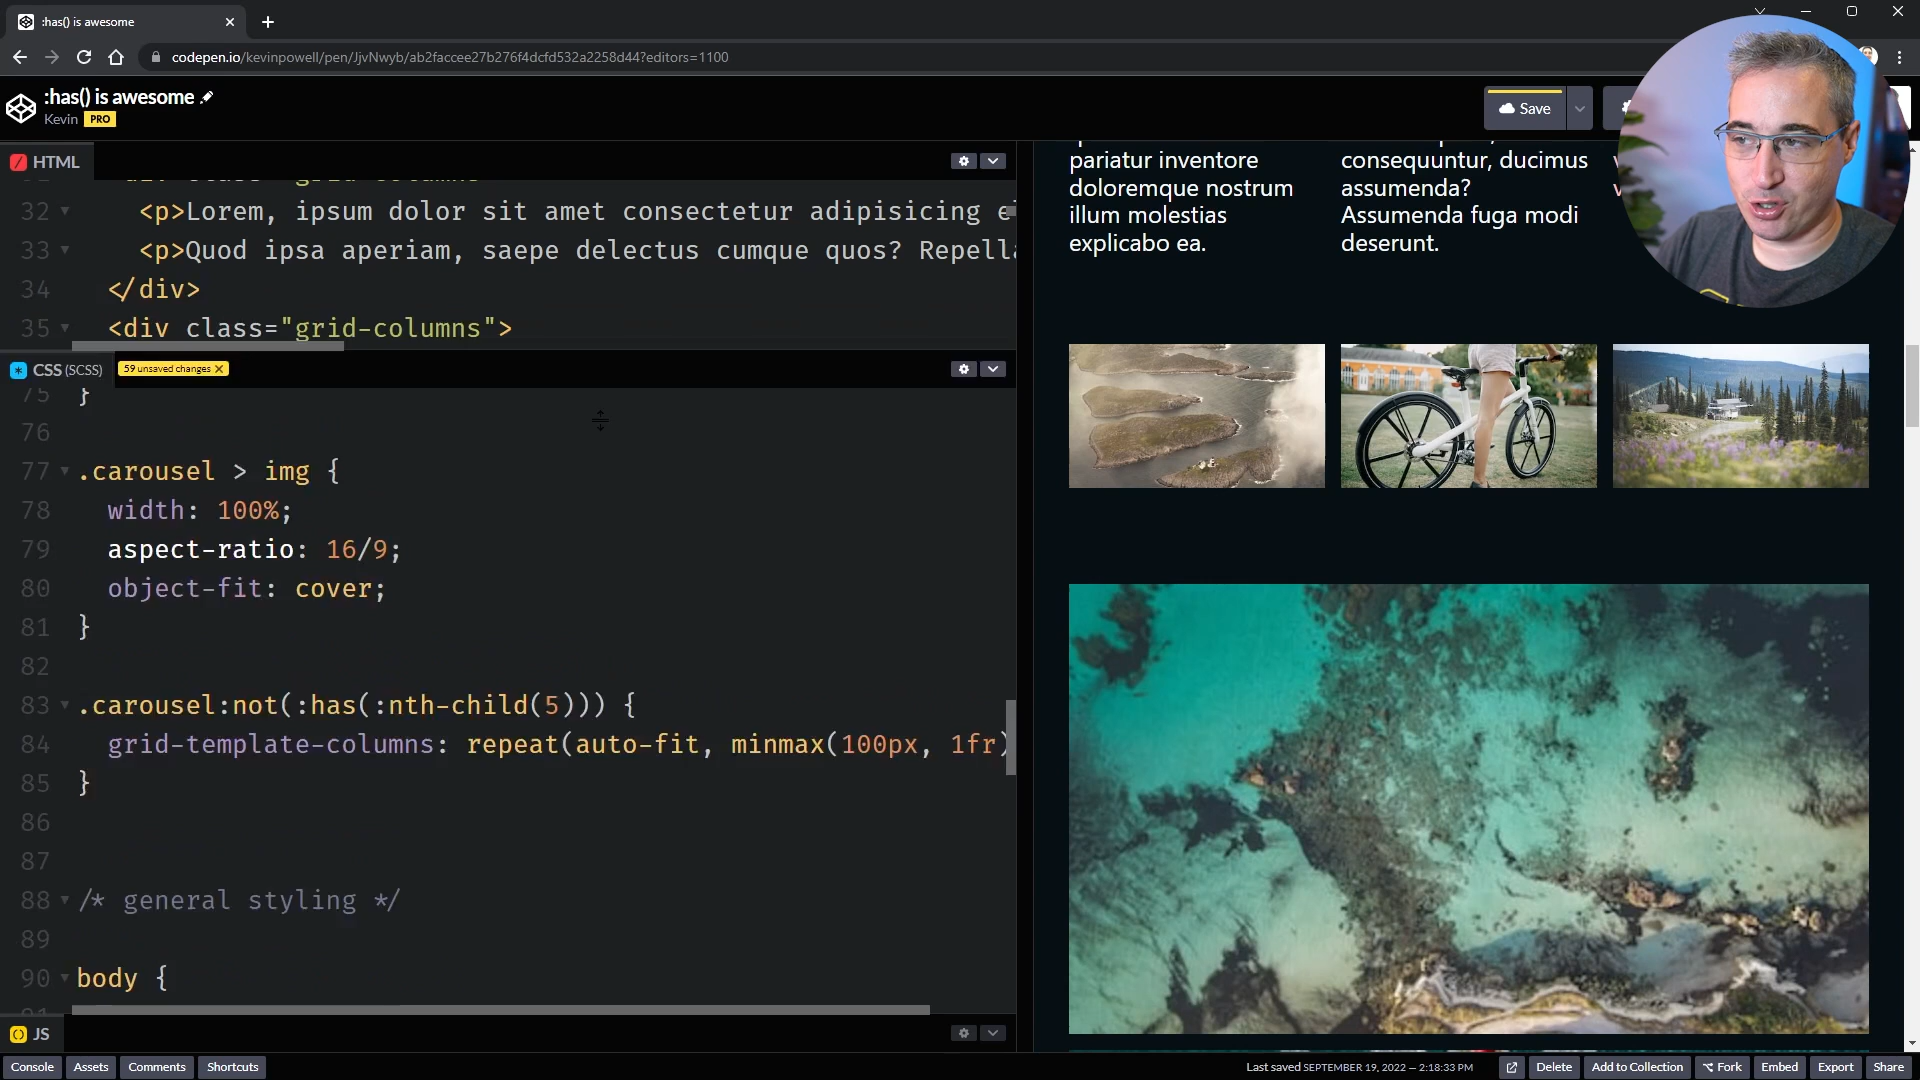 :has() is awesome
codepen.io/kevinpowell/pen/JjvNwyb/ab2faccee27b276f4dcfd532a2258d44?editors=1100
:has() is awesome
Kevin PRO
Save
HTML
32 <p>Lorem, ipsum dolor sit amet consectetur adipisicing
33 <p>Quod ipsa aperiam, saepe delectus cumque quos? Repell
34 </div>
35 <div class="grid-columns">
CSS (SCSS) 59 unsaved changes X
75 }
76
77 .carousel > img {
78 width: 100%;
79 aspect-ratio: 16/9;
80 object-fit: cover;
81 }
82
83 .carousel:not(:has(:nth-child(5))) {
84 grid-template-columns: repeat(auto-fit, minmax(100px, 1fr)
85 }
86
87
88 /* general styling */
89
90 body {
JS
pariatur inventore
doloremque nostrum
illum molestias
explicabo ea.
consequuntur, ducimus
assumenda?
Assumenda fuga modi
deserunt.
Console Assets Comments Shortcuts
Last saved SEPTEMBER 19, 2022 — 2:18:33 PM
Delete Add to Collection Fork Embed Export Share